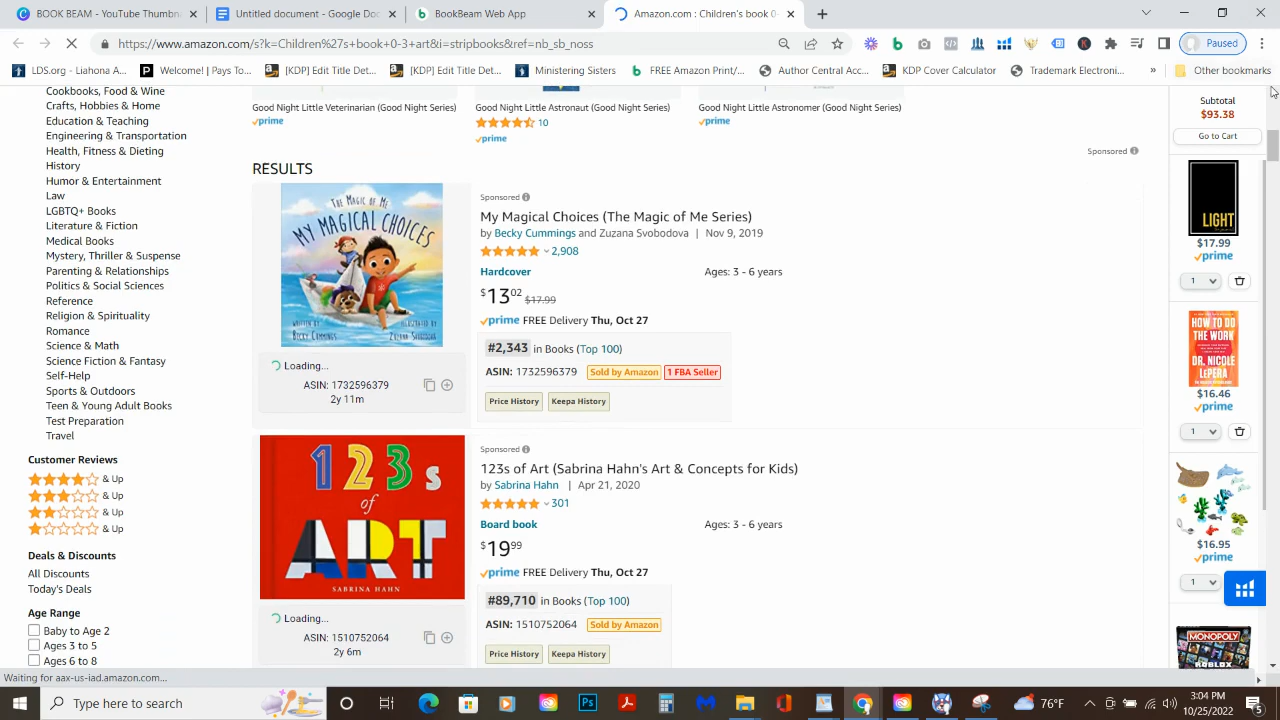 BOOK BEAM - YouTube Thumbn
Untitled document - Google Docs
BookBeam
Amazon.com : Children's book 0-
https://www.amazon.com/s?k=Children%27s+book+0-3+art&i=stripbooks&ref=nb_sb_noss
Paused
LDS.org - Liahona A...
Welcome! | Pays To...
[KDP] Edit Title Det...
[KDP] Edit Title Det...
Ministering Sisters
FREE Amazon Print/...
Author Central Acc...
KDP Cover Calculator
Trademark Electroni...
»
Other bookmarks
Cookbooks, Food & Wine
Crafts, Hobbies & Home
Education & Teaching
Engineering & Transportation
Health, Fitness & Dieting
History
Humor & Entertainment
Law
LGBTQ+ Books
Literature & Fiction
Medical Books
Mystery, Thriller & Suspense
Parenting & Relationships
Politics & Social Sciences
Reference
Religion & Spirituality
Romance
Science & Math
Science Fiction & Fantasy
Self-Help
Sports & Outdoors
Teen & Young Adult Books
Test Preparation
Travel
Customer Reviews
& Up
& Up
& Up
& Up
Deals & Discounts
All Discounts
Today's Deals
Age Range
Baby to Age 2
Ages 3 to 5
Ages 6 to 8
Good Night Little Veterinarian (Good Night Series)
prime
Good Night Little Astronaut (Good Night Series)
10
prime
Good Night Little Astronomer (Good Night Series)
prime
Sponsored
RESULTS
THE MAGIC OF ME
MY MAGICAL CHOICES
WRITTEN BY
BECKY CUMMINGS
ILLUSTRATED BY
ZUZANA SVOBODOVA
Loading...
ASIN: 1732596379
2y 11m
Sponsored
My Magical Choices (The Magic of Me Series)
by Becky Cummings and Zuzana Svobodova | Nov 9, 2019
2,908
Hardcover
Ages: 3 - 6 years
$13 02 $17.99
prime FREE Delivery Thu, Oct 27
#2,343 in Books (Top 100)
ASIN: 1732596379 Sold by Amazon 1 FBA Seller
Price History Keepa History
123s
of
ART
SABRINA HAHN
Loading...
ASIN: 1510752064
2y 6m
Sponsored
123s of Art (Sabrina Hahn's Art & Concepts for Kids)
by Sabrina Hahn | Apr 21, 2020
301
Board book
Ages: 3 - 6 years
$19 99
prime FREE Delivery Thu, Oct 27
#89,710 in Books (Top 100)
ASIN: 1510752064 Sold by Amazon
Price History Keepa History
Subtotal
$93.38
Go to Cart
LIGHT
$17.99
prime
1
HOW TO DO
THE WORK
DR. NICOLE
LEPERA
$16.46
prime
1
$16.95
prime
1
MONOPOLY
ROBLOX
Waiting for aax-us-iad.amazon.com...
Type here to search
76°F
3:04 PM
10/25/2022